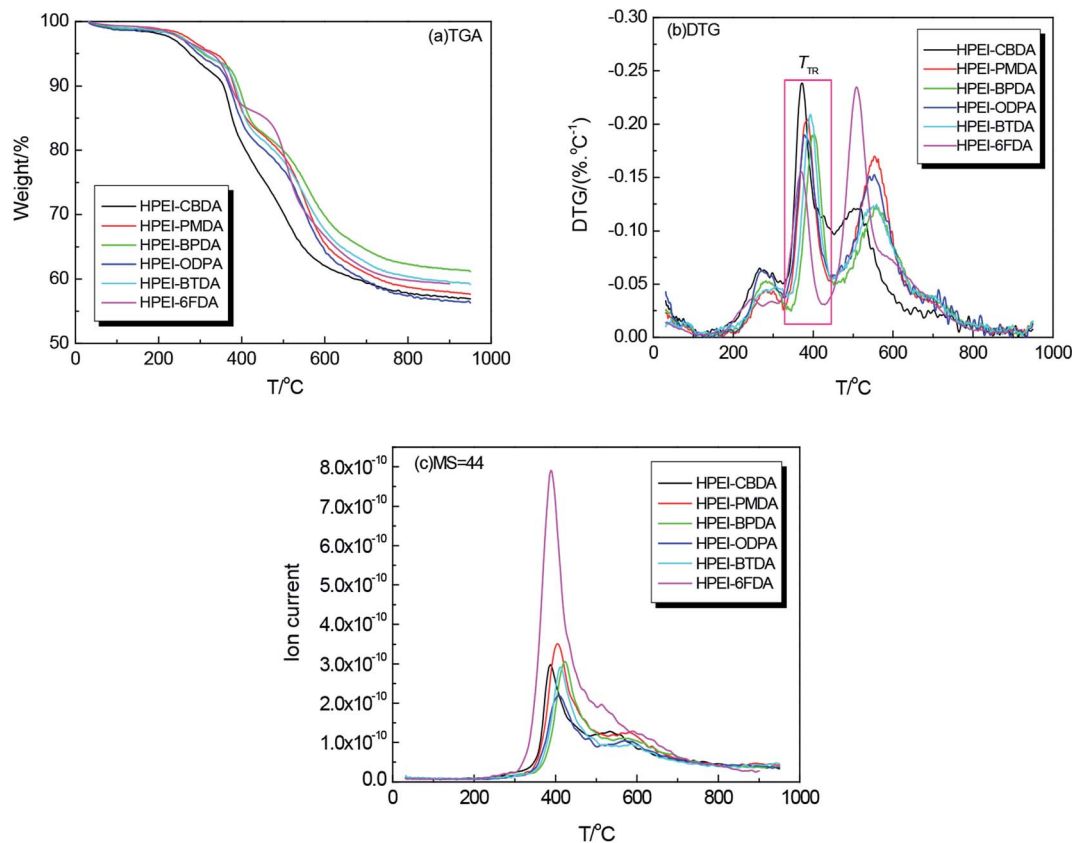 (a)TGA
100
90
80
70
60
50
Weight/%
HPEI-CBDA
HPEI-PMDA
HPEI-BPDA
HPEI-ODPA
HPEI-BTDA
HPEI-6FDA
0 200 400 600 800 1000
T/°C
(b)DTG
-0.30
-0.25
-0.20
-0.15
-0.10
-0.05
0.00
DTG/(%.°C⁻¹)
T_TR
HPEI-CBDA
HPEI-PMDA
HPEI-BPDA
HPEI-ODPA
HPEI-BTDA
HPEI-6FDA
0 200 400 600 800 1000
T/°C
(c)MS=44
8.0x10⁻¹⁰
7.0x10⁻¹⁰
6.0x10⁻¹⁰
5.0x10⁻¹⁰
4.0x10⁻¹⁰
3.0x10⁻¹⁰
2.0x10⁻¹⁰
1.0x10⁻¹⁰
0.0
Ion current
HPEI-CBDA
HPEI-PMDA
HPEI-BPDA
HPEI-ODPA
HPEI-BTDA
HPEI-6FDA
0 200 400 600 800 1000
T/°C